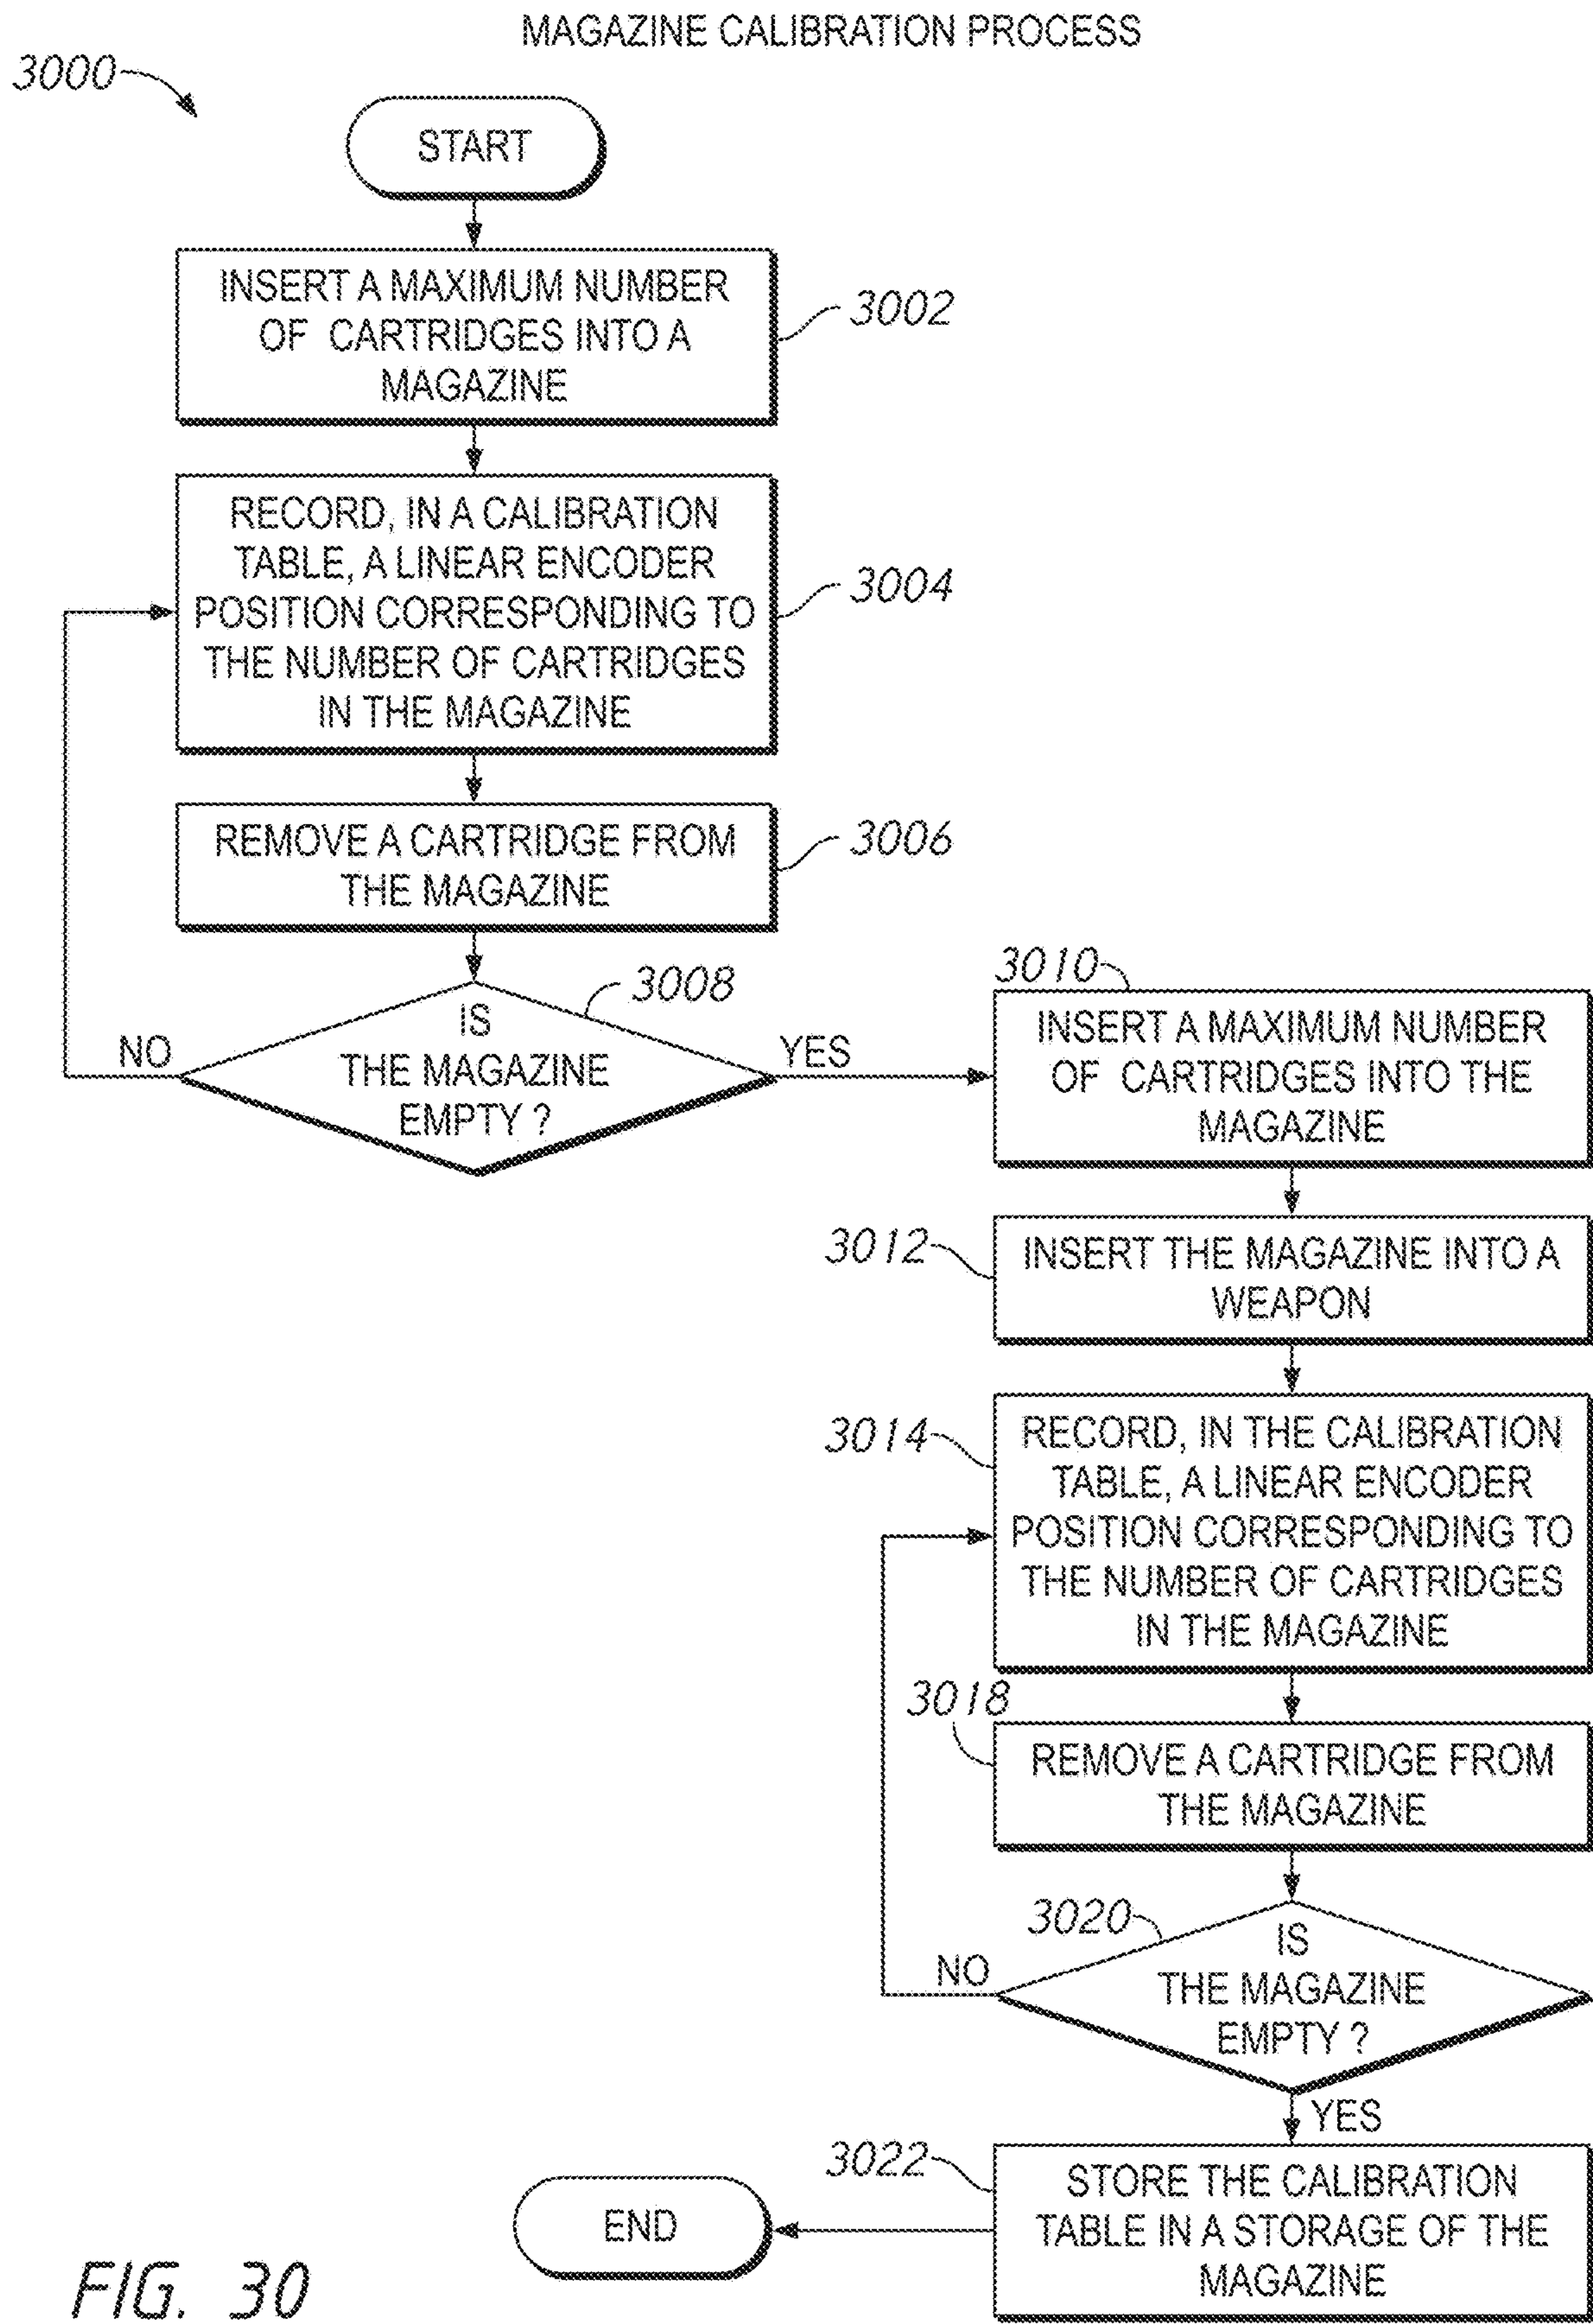 MAGAZINE CALIBRATION PROCESS
3000
START
INSERT A MAXIMUM NUMBER
OF CARTRIDGES INTO A
MAGAZINE
3002
RECORD, IN A CALIBRATION
TABLE, A LINEAR ENCODER
POSITION CORRESPONDING TO
THE NUMBER OF CARTRIDGES
IN THE MAGAZINE
3004
REMOVE A CARTRIDGE FROM
THE MAGAZINE
3006
IS
THE MAGAZINE
EMPTY ?
3008
NO
YES
3010
INSERT A MAXIMUM NUMBER
OF CARTRIDGES INTO THE
MAGAZINE
3012
INSERT THE MAGAZINE INTO A
WEAPON
3014
RECORD, IN THE CALIBRATION
TABLE, A LINEAR ENCODER
POSITION CORRESPONDING TO
THE NUMBER OF CARTRIDGES
IN THE MAGAZINE
3018
REMOVE A CARTRIDGE FROM
THE MAGAZINE
3020
IS
THE MAGAZINE
EMPTY ?
NO
YES
3022
STORE THE CALIBRATION
TABLE IN A STORAGE OF THE
MAGAZINE
END
FIG. 30